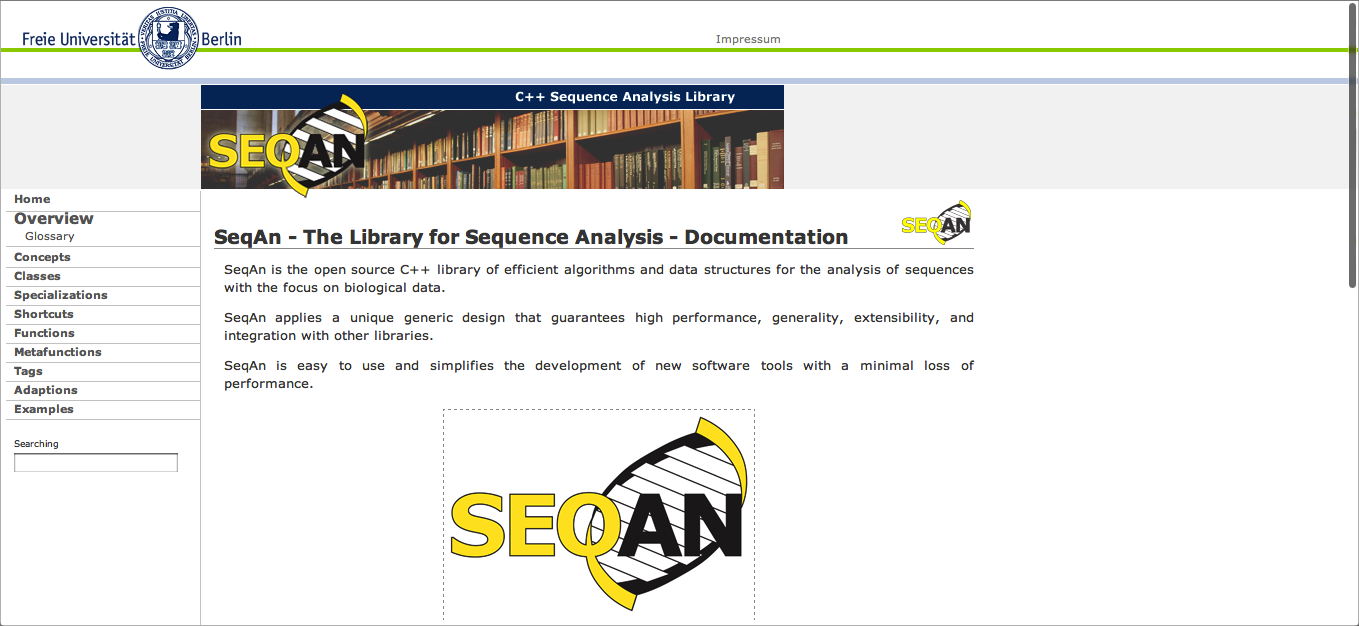 Freie Universität Berlin
Impressum
C++ Sequence Analysis Library
SEQAN
Home
Overview
Glossary
Concepts
Classes
Specializations
Shortcuts
Functions
Metafunctions
Tags
Adaptions
Examples
Searching
SEQAN
SeqAn - The Library for Sequence Analysis - Documentation
SeqAn is the open source C++ library of efficient algorithms and data structures for the analysis of sequences
with the focus on biological data.
SeqAn applies a unique generic design that guarantees high performance, generality, extensibility, and
integration with other libraries.
SeqAn is easy to use and simplifies the development of new software tools with a minimal loss of
performance.
SEQAN